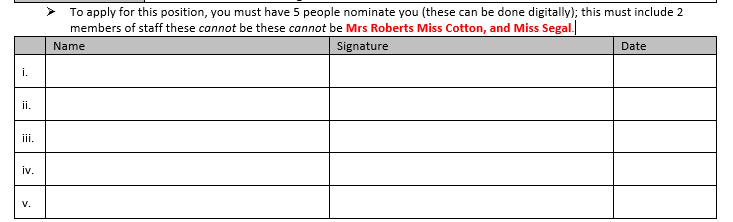 ➤ To apply for this position, you must have 5 people nominate you (these can be done digitally); this must include 2
members of staff these cannot be these cannot be Mrs Roberts Miss Cotton, and Miss Segal.
Name Signature Date
i.
ii.
iii.
iv.
v.